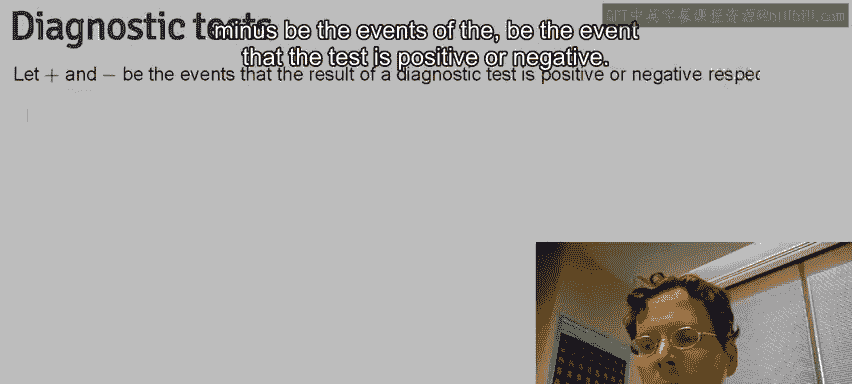 Diagnostic tests
minus be the events of the, be the event
that the test is positive or negative.
Let + and − be the events that the result of a diagnostic test is positive or negative respec